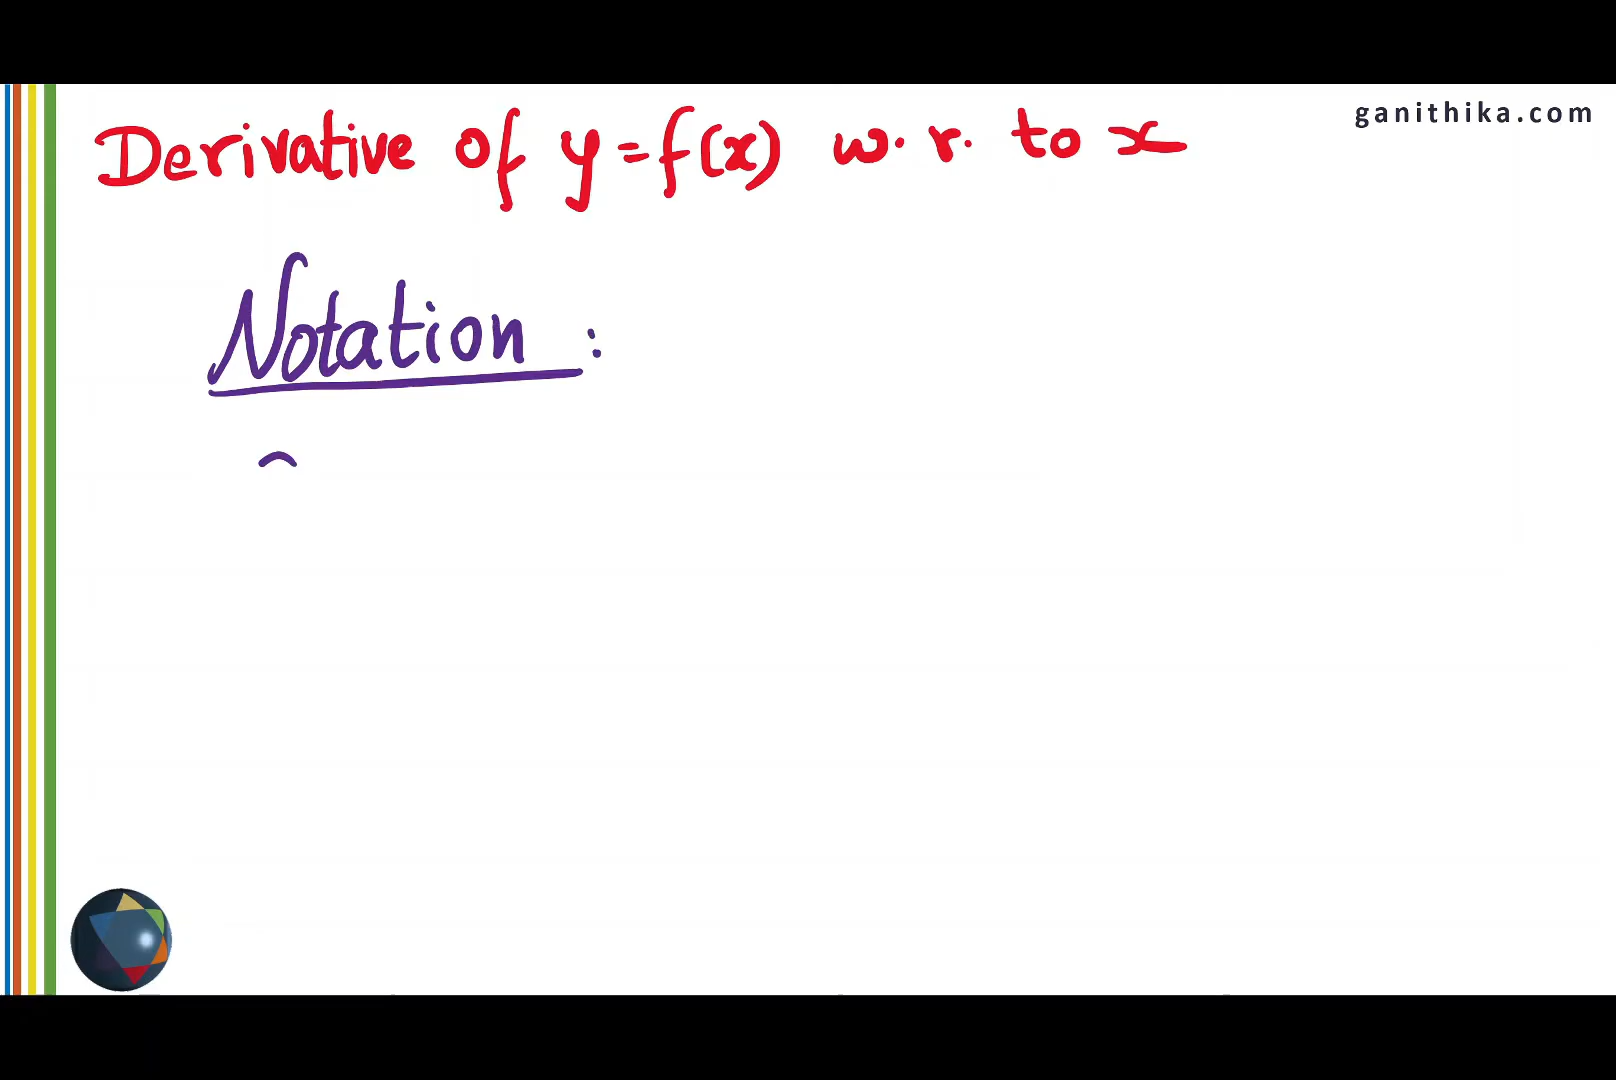 ganithika.com
Derivative of y=f(x) w.r. to x
Notation :